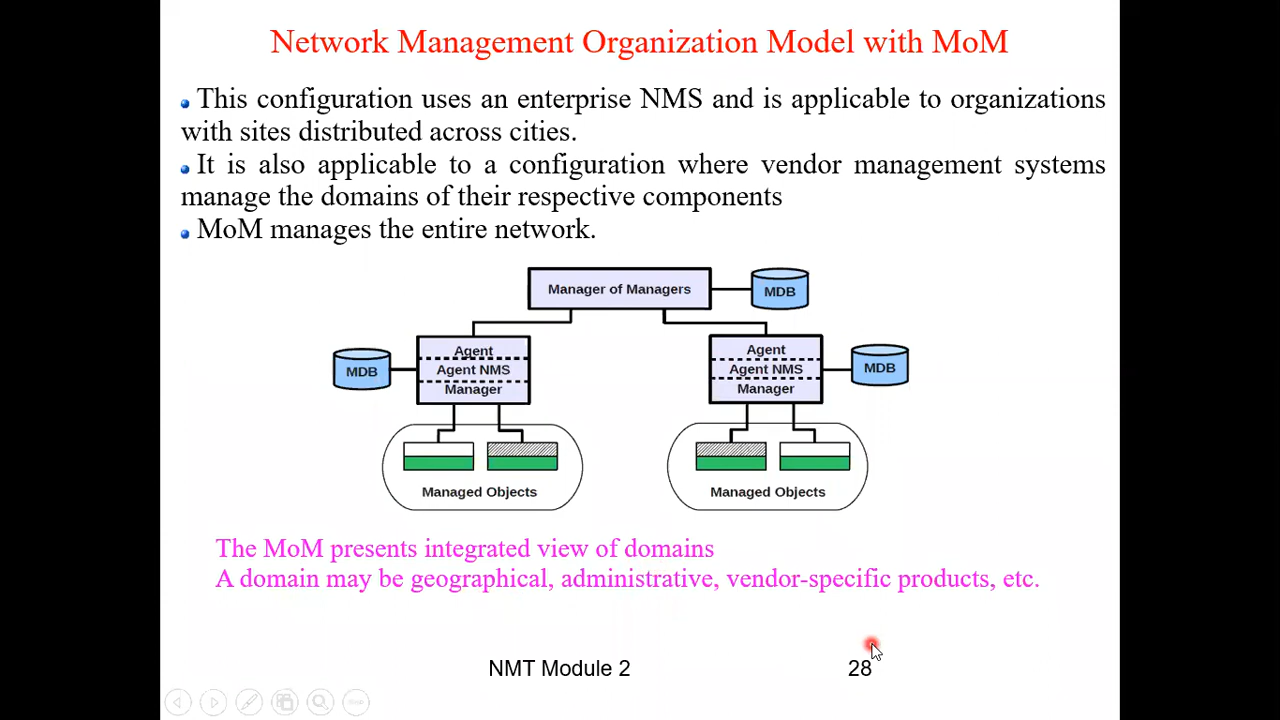 Network Management Organization Model with MoM
This configuration uses an enterprise NMS and is applicable to organizations
with sites distributed across cities.
It is also applicable to a configuration where vendor management systems
manage the domains of their respective components
MoM manages the entire network.
Manager of Managers
MDB
Agent
Agent NMS
Manager
MDB
Agent
Agent NMS
Manager
MDB
Managed Objects
Managed Objects
The MoM presents integrated view of domains
A domain may be geographical, administrative, vendor-specific products, etc.
NMT Module 2
28